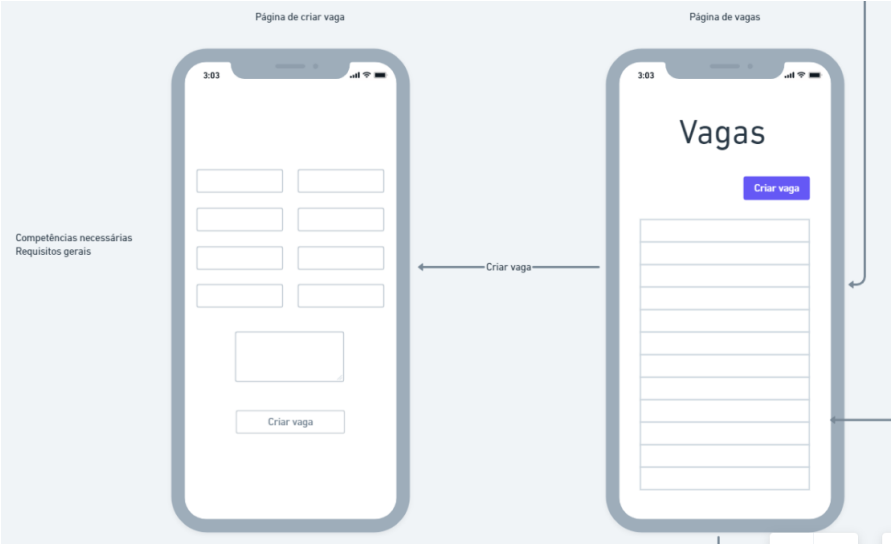 Página de criar vaga
Página de vagas
3:03
3:03
Vagas
Criar vaga
Competências necessárias
Requisitos gerais
Criar vaga
Criar vaga